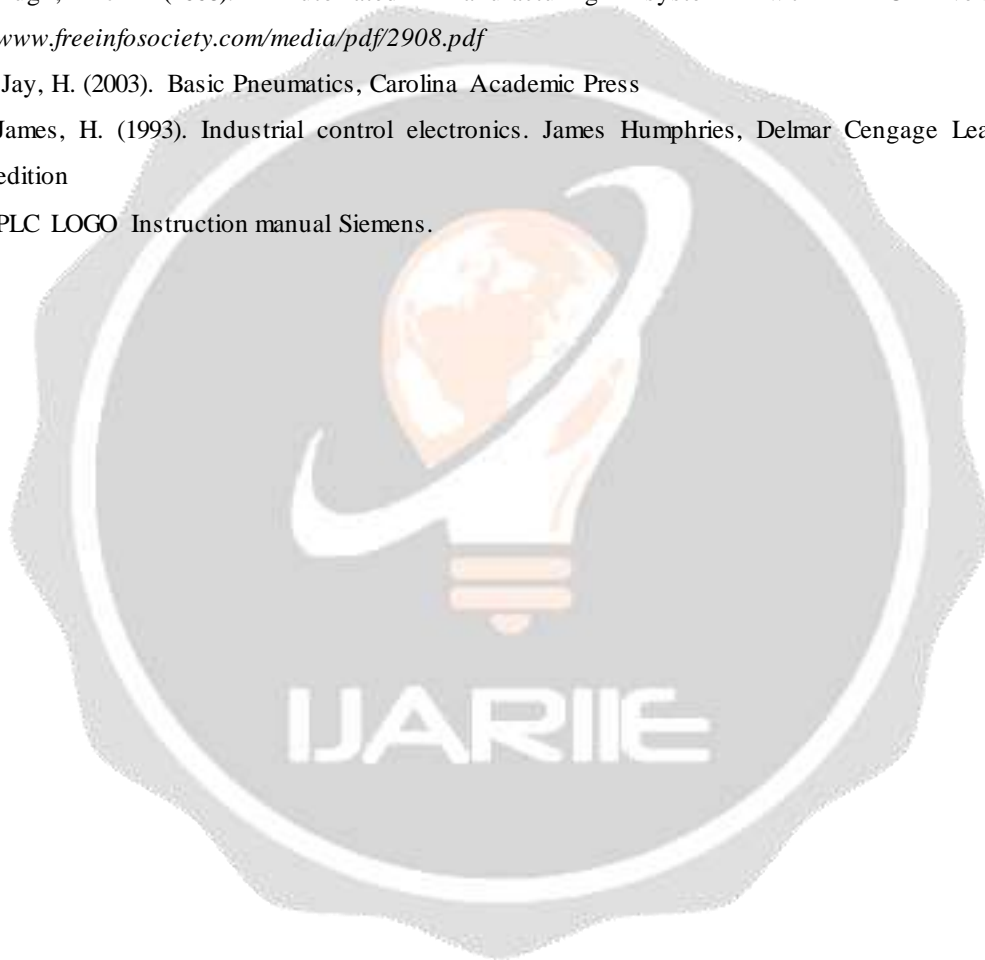 www.freeinfosociety.com/media/pdf/2908.pdf
Jay, H. (2003). Basic Pneumatics, Carolina Academic Press
James, H. (1993). Industrial control electronics. James Humphries, Delmar Cengage
edition
PLC LOGO Instruction manual Siemens.
IJARIIE